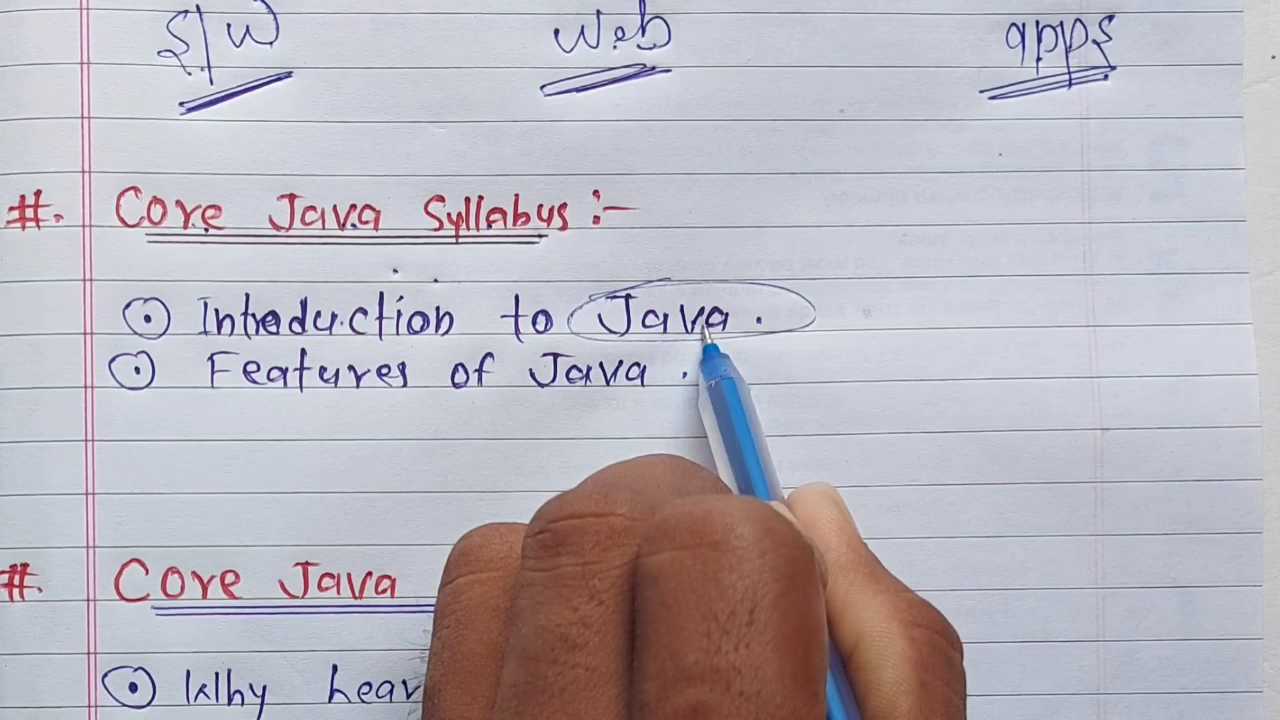 S/W Web apps
#. Core Java Syllabus :-
⊙ Introduction to Java.
⊙ Features of Java.
#. Core Java
⊙ Why